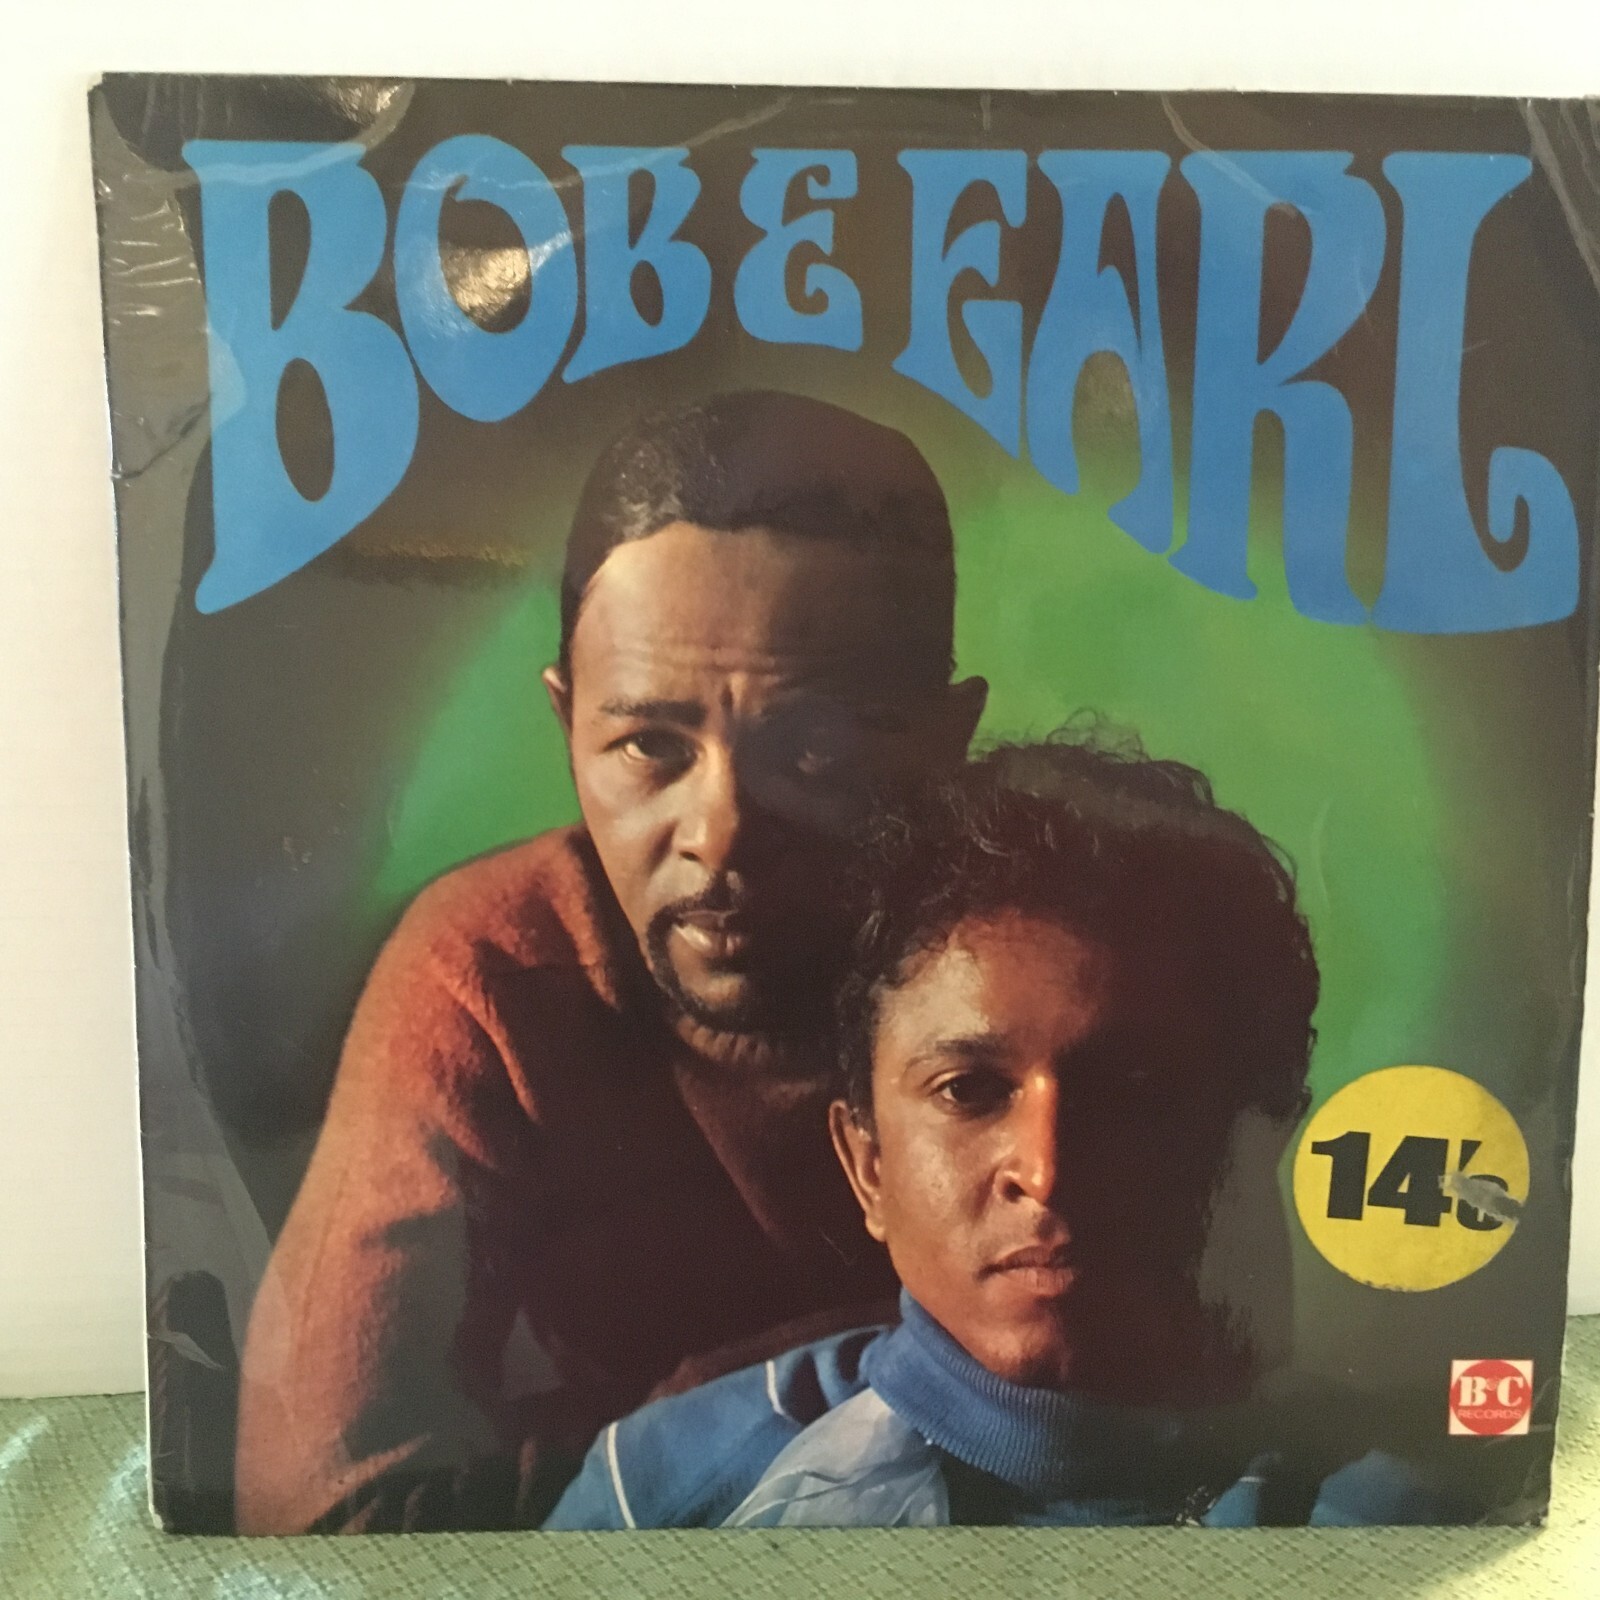 BOB & EARL
14'6
B&C
RECORDS